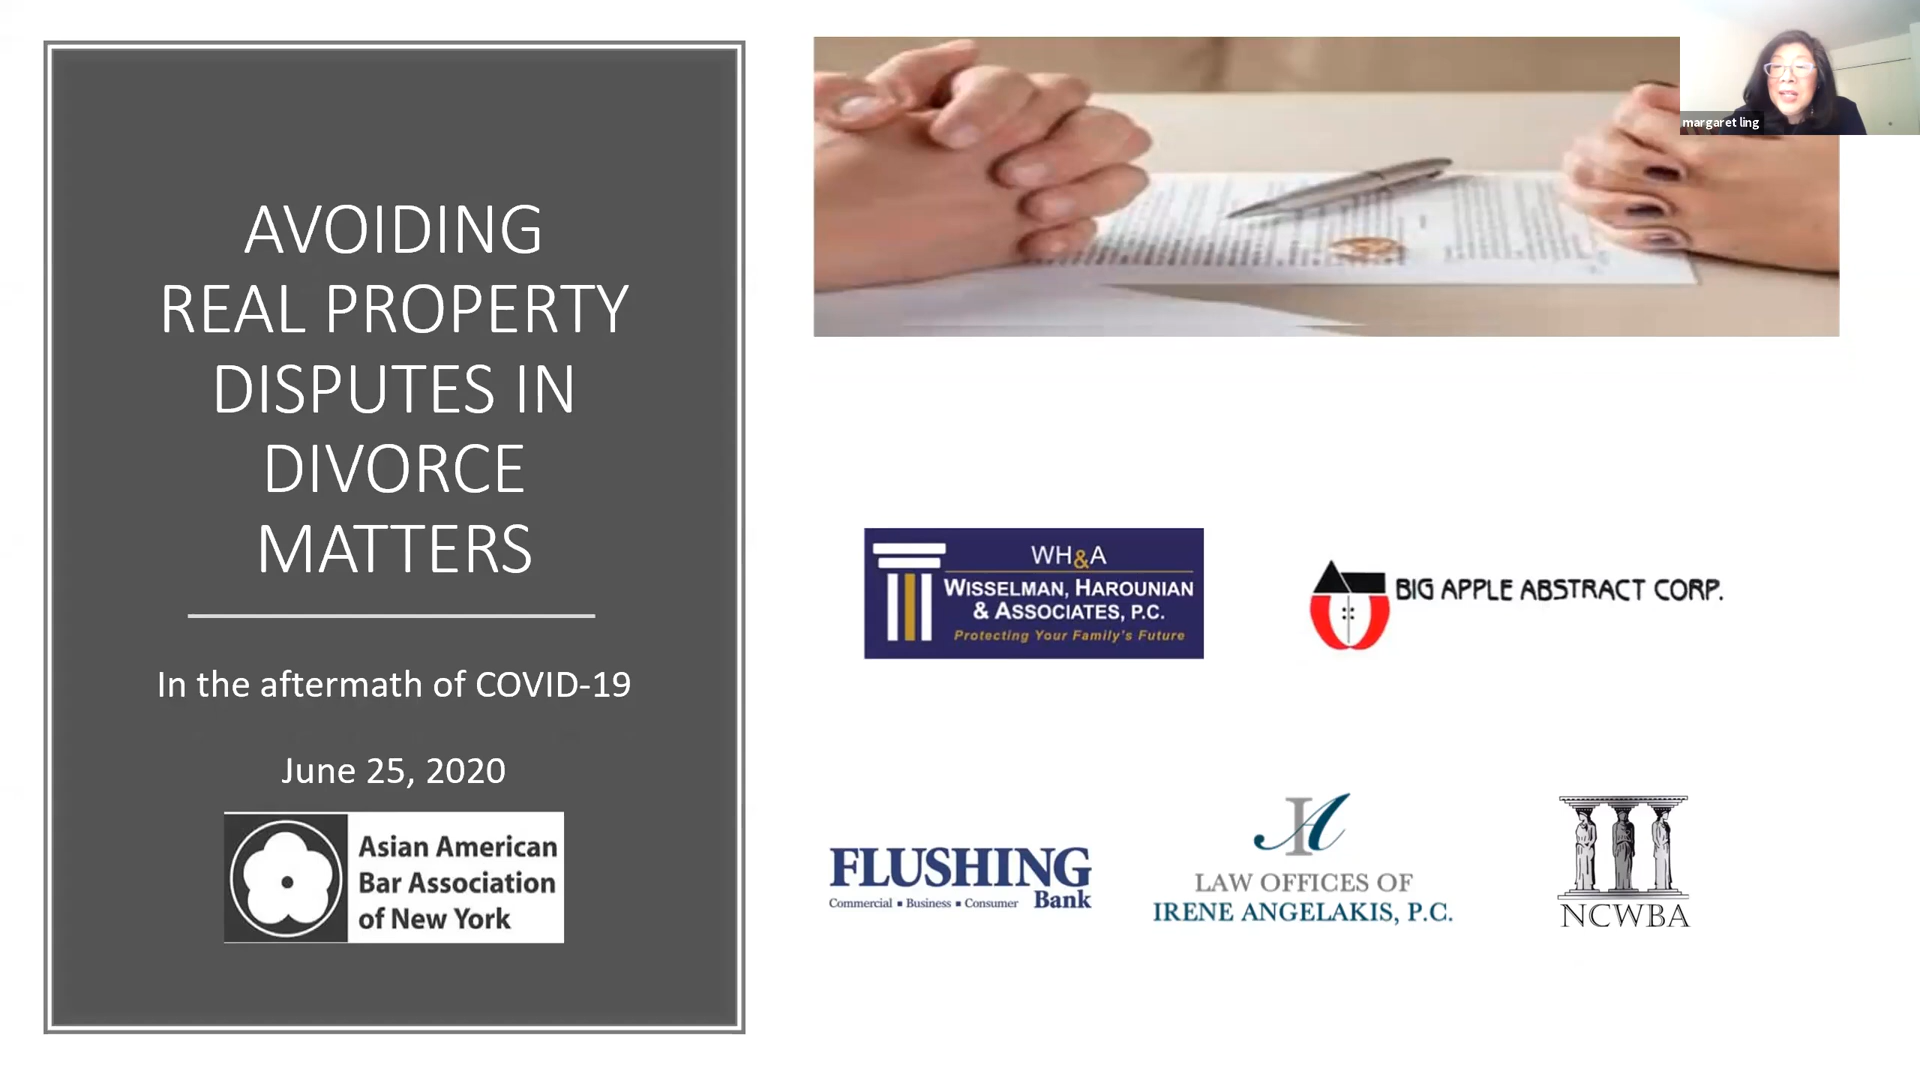 AVOIDING
REAL PROPERTY
DISPUTES IN
DIVORCE
MATTERS
In the aftermath of COVID-19
June 25, 2020
Asian American
Bar Association
of New York
margaret ling
WH&A
WISSELMAN, HAROUNIAN
& ASSOCIATES, P.C.
Protecting Your Family's Future
BIG APPLE ABSTRACT CORP.
FLUSHING
Commercial ▪ Business ▪ Consumer Bank
IA
LAW OFFICES OF
IRENE ANGELAKIS, P.C.
NCWBA